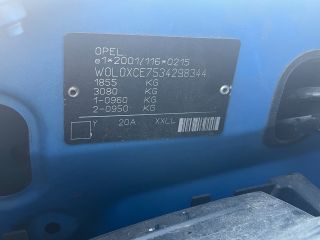 OPEL
e1*2001/116*0215
W0L0XCE7534298344
1855 KG
3080 KG
1-0960 KG
2-0950 KG
Y 20A XXLL